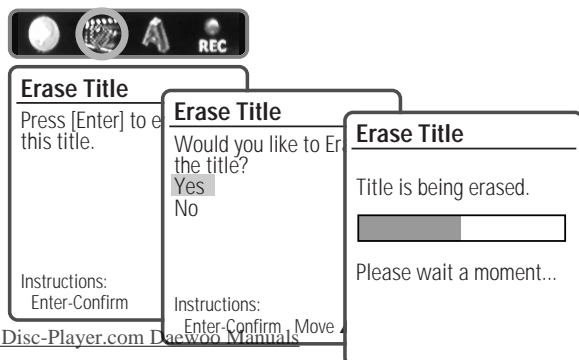 REC
Erase Title
Press [Enter] to e
this title.
Instructions:
Enter-Confirm
Erase Title
Would you like to Er
the title?
Yes
No
Instructions:
Enter-Confirm Move
Erase Title
Title is being erased.
Please wait a moment...
Disc-Player.com Daewoo Manuals